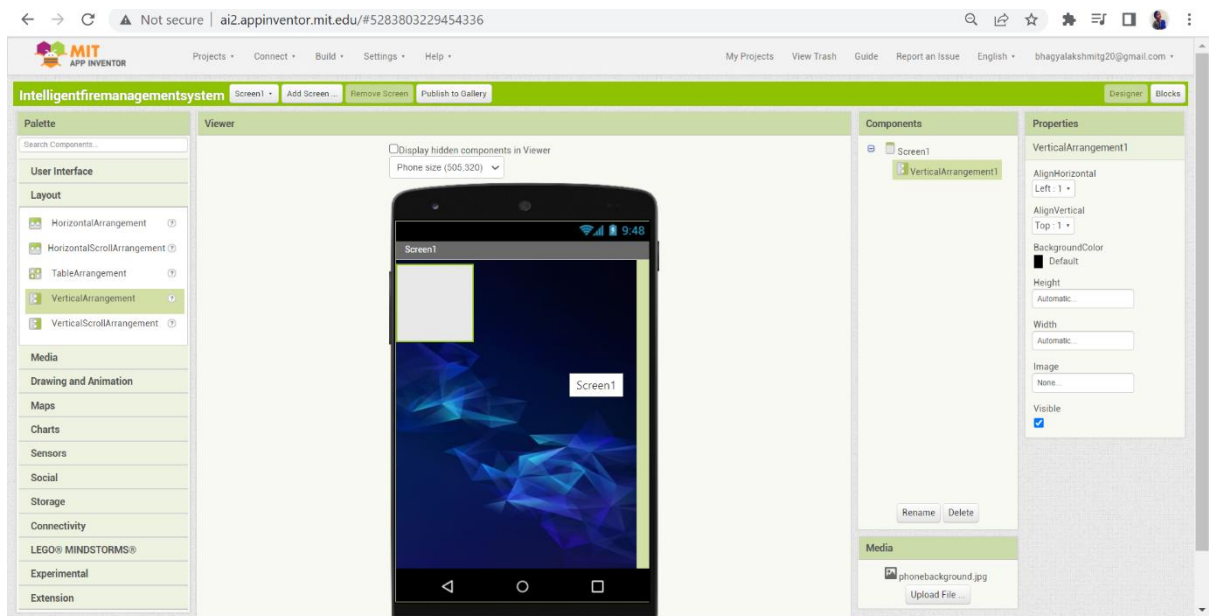 Not secure | ai2.appinventor.mit.edu/#5283803229454336
MIT
APP INVENTOR
Projects Connect Build Settings Help
My Projects View Trash Guide Report an Issue English bhagyalakshmitg20@gmail.com
Intelligentfiremanagementsystem Screen1 Add Screen ... Remove Screen Publish to Gallery
Designer Blocks
Palette
Search Components...
User Interface
Layout
HorizontalArrangement
HorizontalScrollArrangement
TableArrangement
VerticalArrangement
VerticalScrollArrangement
Media
Drawing and Animation
Maps
Charts
Sensors
Social
Storage
Connectivity
LEGO® MINDSTORMS®
Experimental
Extension
Viewer
Display hidden components in Viewer
Phone size (505,320)
9:48
Screen1
Screen1
Components
Screen1
VerticalArrangement1
Rename Delete
Media
phonebackground.jpg
Upload File ...
Properties
VerticalArrangement1
AlignHorizontal
Left : 1
AlignVertical
Top : 1
BackgroundColor
Default
Height
Automatic...
Width
Automatic...
Image
None...
Visible